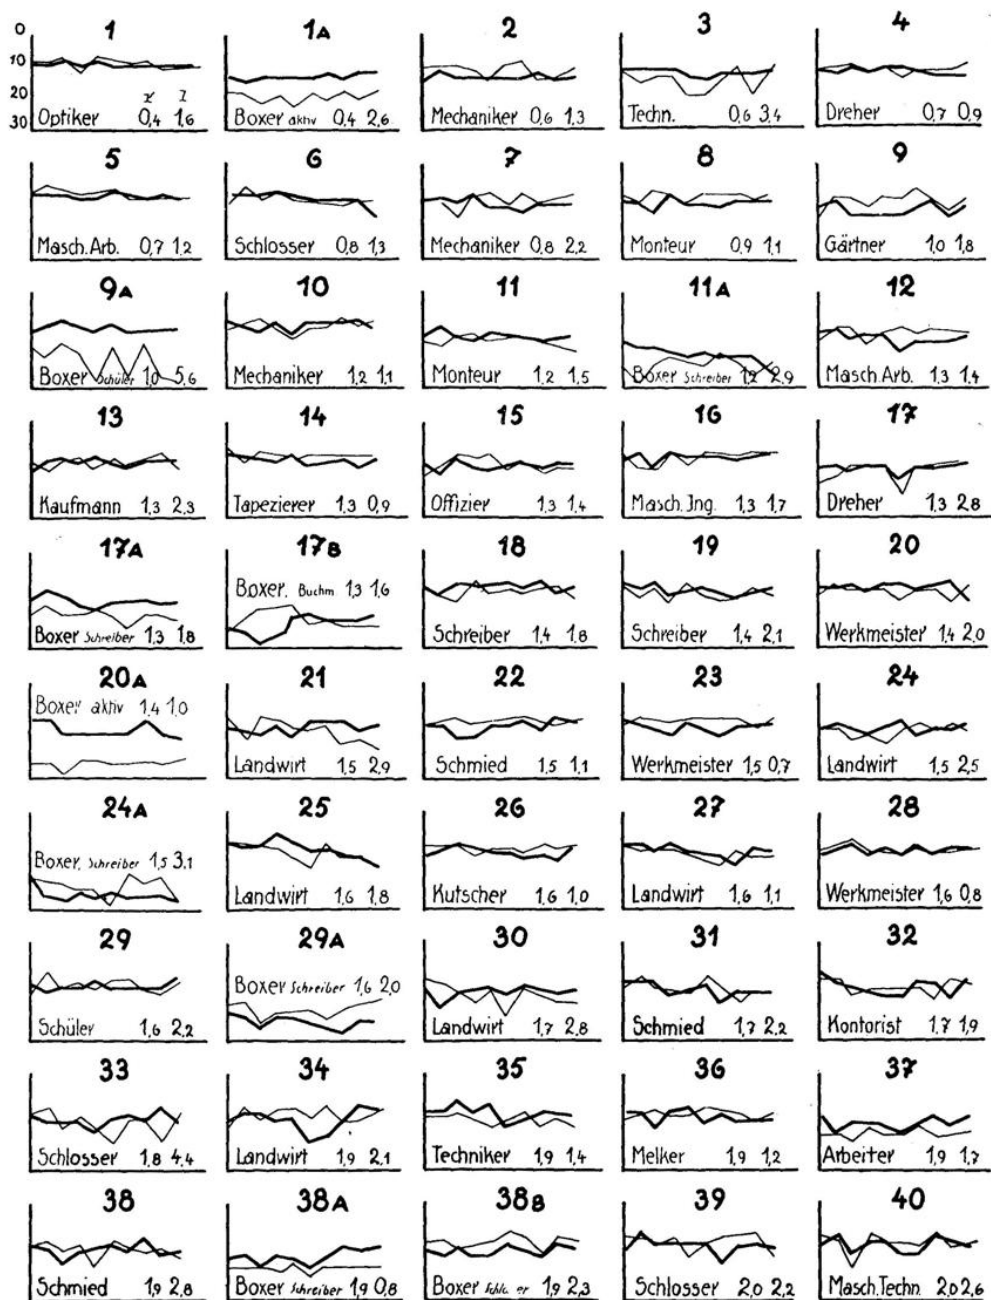 0
10
20
30
1
r l
Optiker 0,4 1,6
1A
Boxer aktiv 0,4 2,6
2
Mechaniker 0,6 1,3
3
Techn. 0,6 3,4
4
Dreher 0,7 0,9
5
Masch. Arb. 0,7 1,2
6
Schlosser 0,8 1,3
7
Mechaniker 0,8 2,2
8
Monteur 0,9 1,1
9
Gärtner 1,0 1,8
9A
Boxer Schüler 1,0 5,6
10
Mechaniker 1,2 1,1
11
Monteur 1,2 1,5
11A
Boxer Schreiber 1,2 2,9
12
Masch. Arb. 1,3 1,4
13
Kaufmann 1,3 2,3
14
Tapezierer 1,3 0,9
15
Offizier 1,3 1,4
16
Masch. Jng. 1,3 1,7
17
Dreher 1,3 2,8
17A
Boxer Schreiber 1,3 1,8
17B
Boxer, Buchm. 1,3 1,6
18
Schreiber 1,4 1,8
19
Schreiber 1,4 2,1
20
Werkmeister 1,4 2,0
20A
Boxer aktiv 1,4 1,0
21
Landwirt 1,5 2,9
22
Schmied 1,5 1,1
23
Werkmeister 1,5 0,7
24
Landwirt 1,5 2,5
24A
Boxer, Schreiber 1,5 3,1
25
Landwirt 1,6 1,8
26
Kutscher 1,6 1,0
27
Landwirt 1,6 1,1
28
Werkmeister 1,6 0,8
29
Schüler 1,6 2,2
29A
Boxer Schreiber 1,6 2,0
30
Landwirt 1,7 2,8
31
Schmied 1,7 2,2
32
Kontorist 1,7 1,9
33
Schlosser 1,8 4,4
34
Landwirt 1,9 2,1
35
Techniker 1,9 1,4
36
Melker 1,9 1,2
37
Arbeiter 1,9 1,7
38
Schmied 1,9 2,8
38A
Boxer Schreiber 1,9 0,8
38B
Boxer 1,9 2,3
39
Schlosser 2,0 2,2
40
Masch. Techn. 2,0 2,6